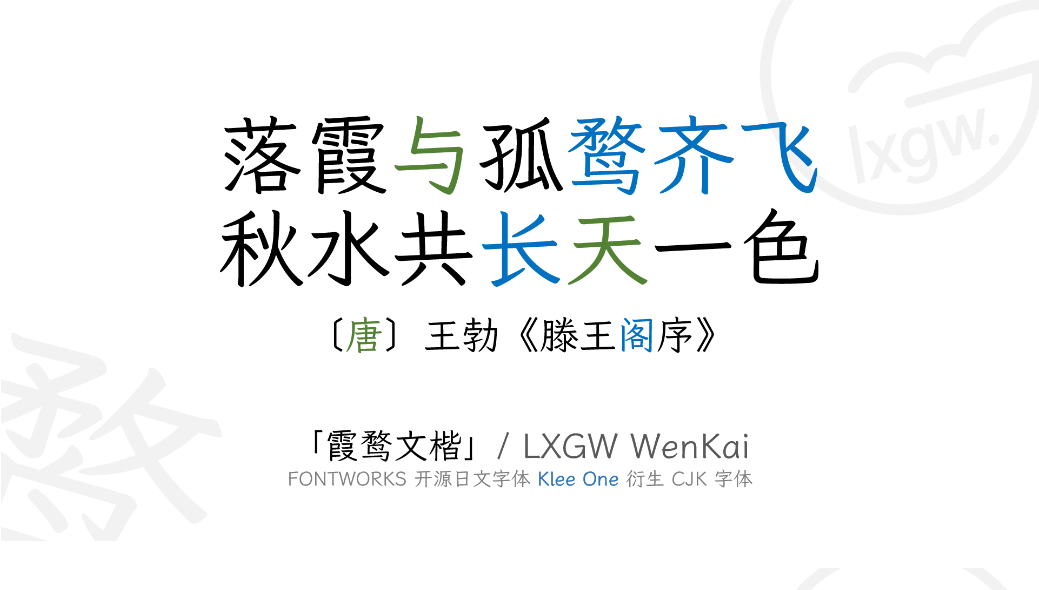 落霞与孤鹜齐飞
秋水共长天一色
〔唐〕王勃《滕王阁序》
「霞鹜文楷」/ LXGW WenKai
FONTWORKS 开源日文字体 Klee One 衍生 CJK 字体
lxgw.